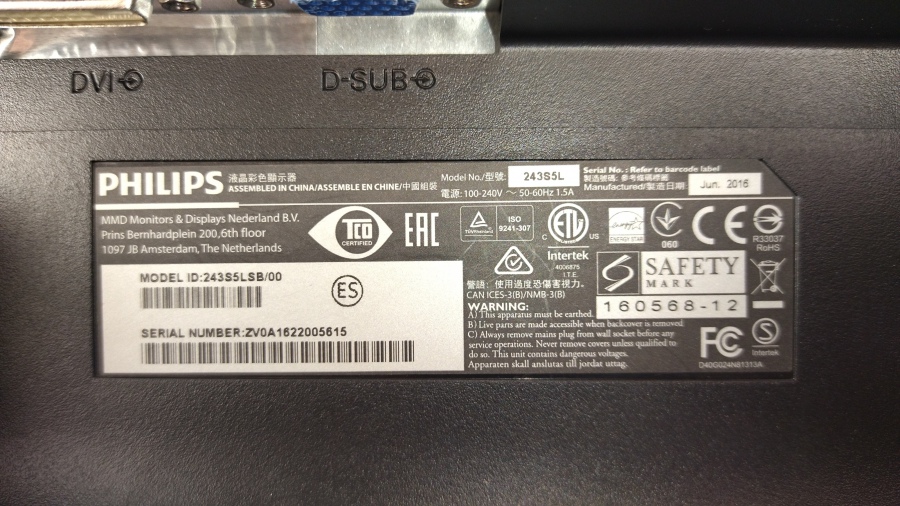 DVI
D-SUB
PHILIPS
液晶彩色顯示器
ASSEMBLED IN CHINA/ASSEMBLE EN CHINE/中國組裝
Model No./型號: 243S5L
電源: 100-240V ~ 50-60Hz 1.5A
Serial No. : Refer to barcode label
製造號碼: 參考條碼標籤
Manufactured/製造日期: Jun. 2016
MMD Monitors & Displays Nederland B.V.
Prins Bernhardplein 200,6th floor
1097 JB Amsterdam, The Netherlands
TCO
CERTIFIED
EAC
TÜVRheinland
ISO
9241-307
ETL
C US
Intertek
4006875
I.T.E.
ENERGY STAR
060
CE
R33037
RoHS
MODEL ID:243S5LSB/00
ES
SERIAL NUMBER:ZV0A1622005615
警語: 使用過度恐傷害視力。
CAN ICES-3(B)/NMB-3(B)
WARNING:
A) This apparatus must be earthed.
B) Live parts are made accessible when backcover is removed
C) Always remove mains plug from wall socket before any
service operations. Never remove covers unless qualified to
do so. This unit contains dangerous voltages.
Apparaten skall anslutas till jordat uttag.
S SAFETY
MARK
160568-12
FC
S
Intertek
D40G024N81313A